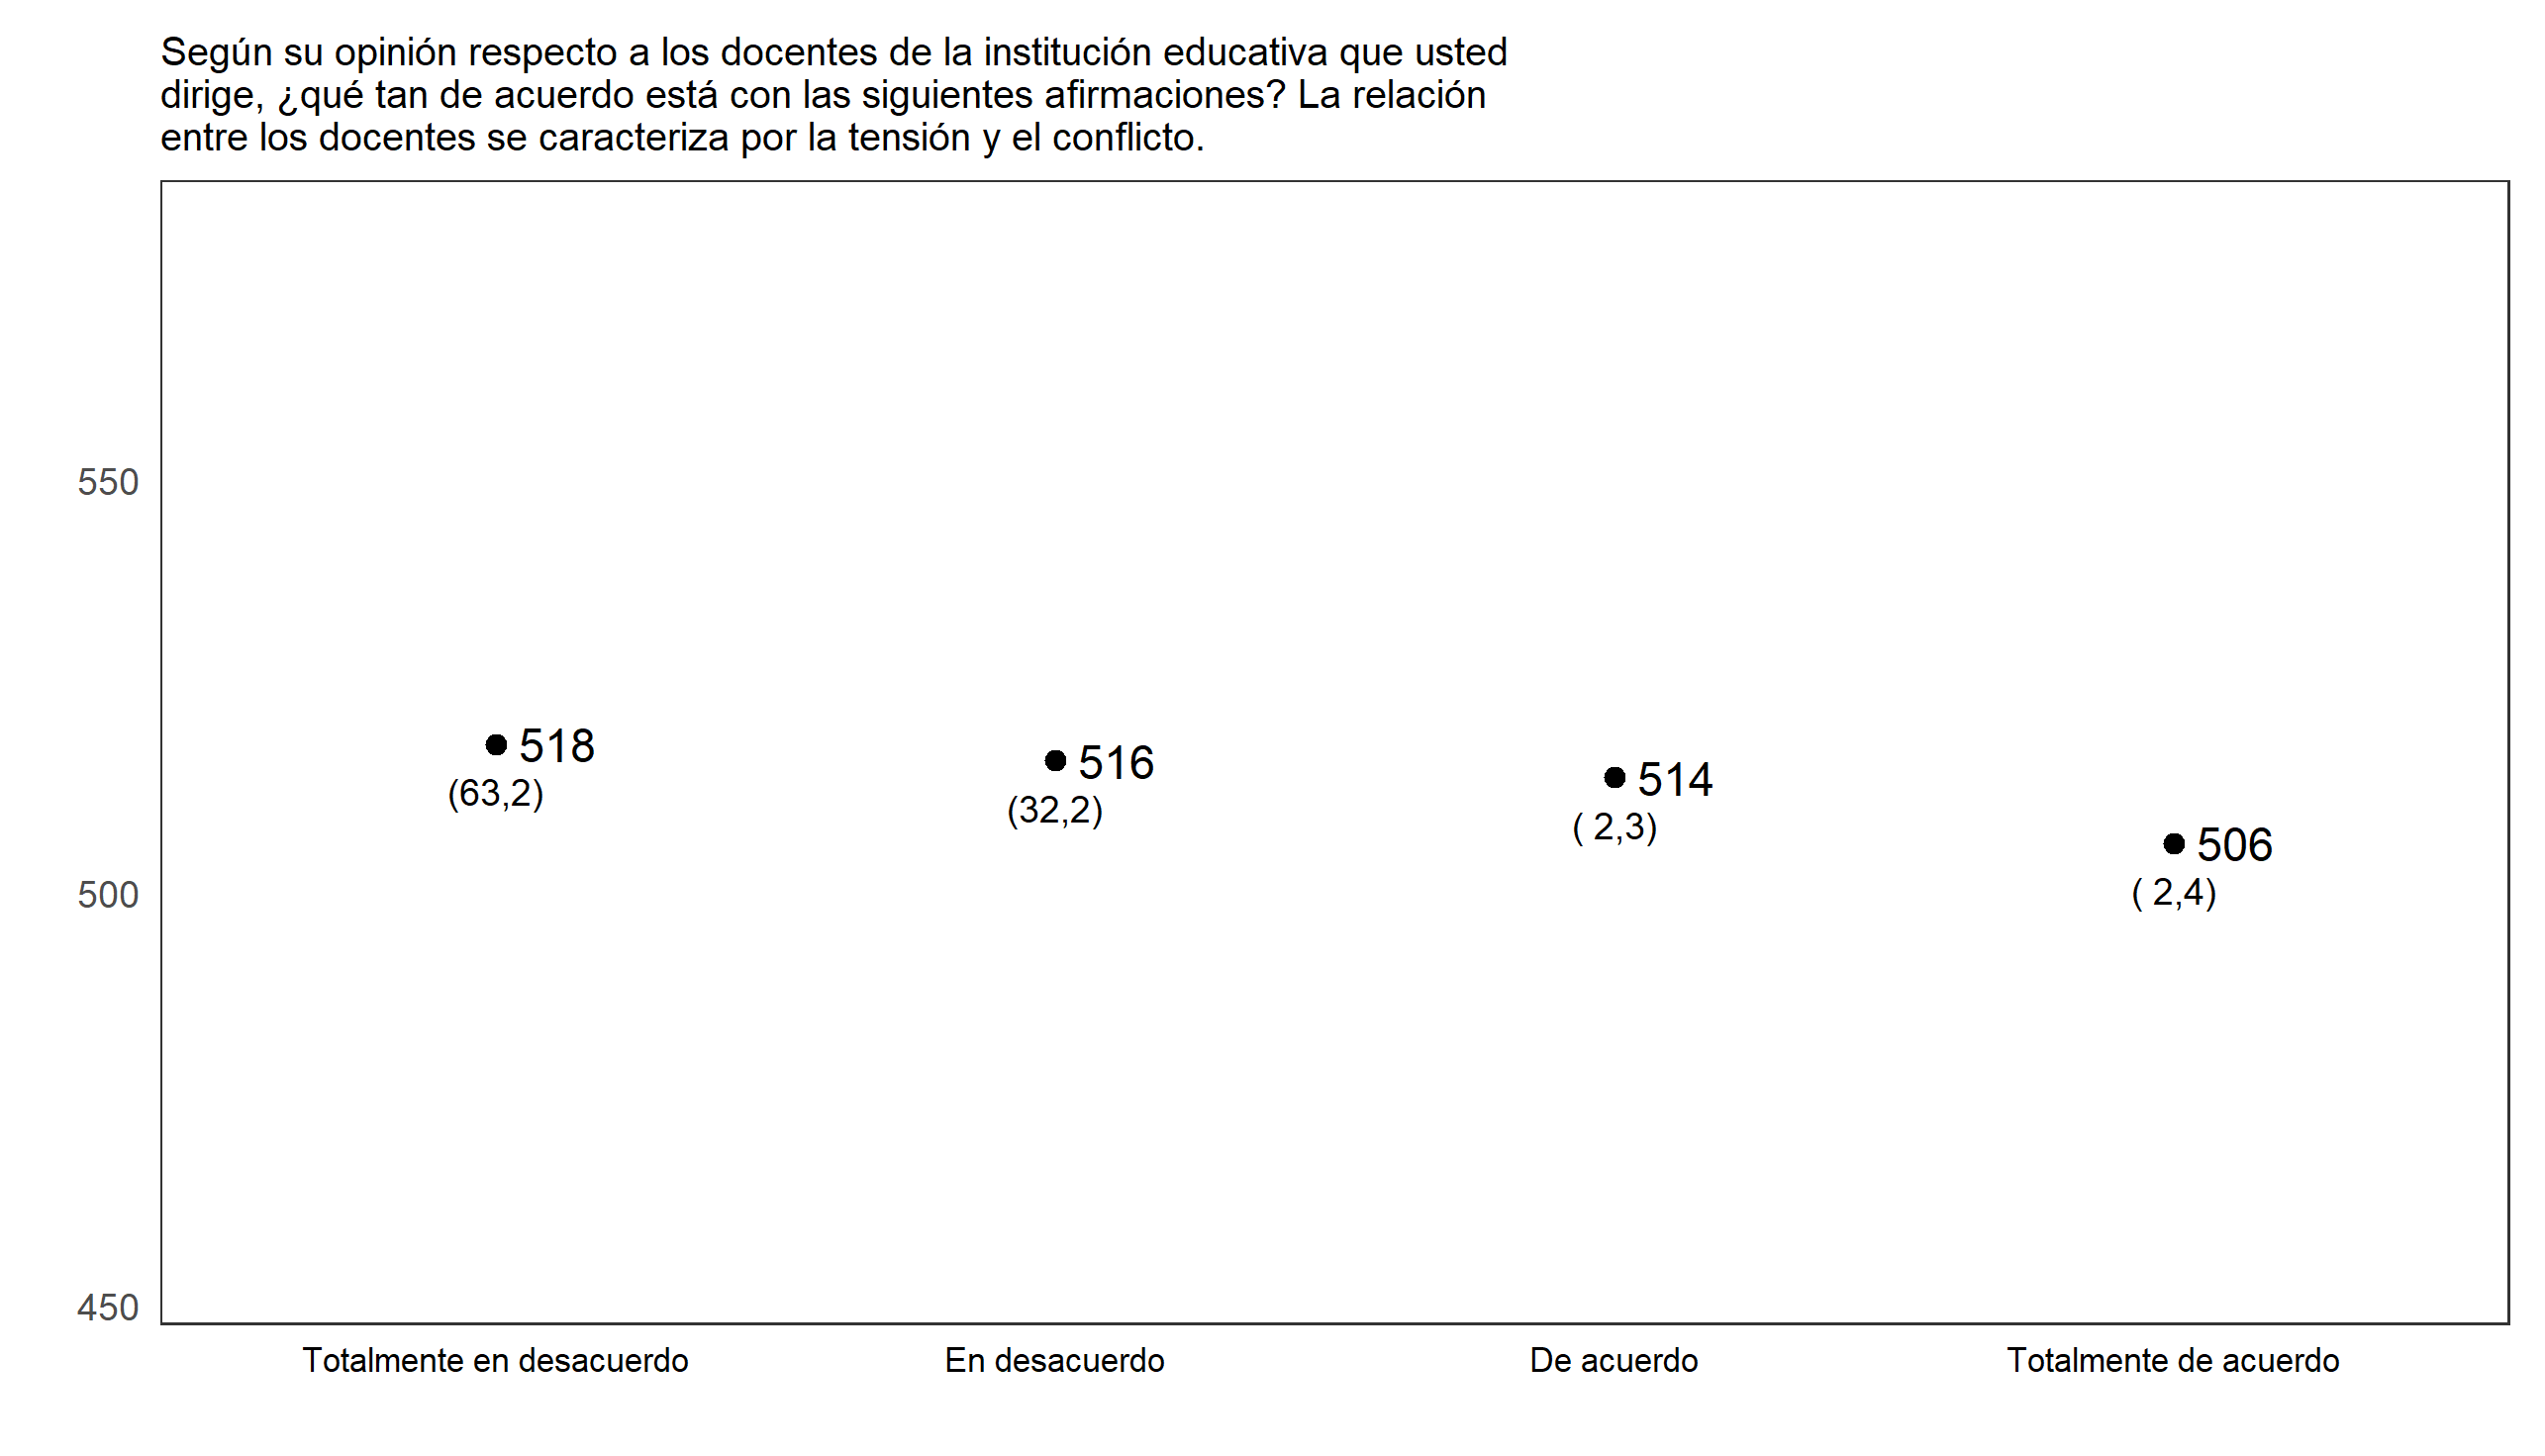 Según su opinión respecto a los docentes de la institución educativa que usted
dirige, ¿qué tan de acuerdo está con las siguientes afirmaciones? La relación
entre los docentes se caracteriza por la tensión y el conflicto.
550
500
450
518
(63,2)
516
(32,2)
514
( 2,3)
506
( 2,4)
Totalmente en desacuerdo
En desacuerdo
De acuerdo
Totalmente de acuerdo